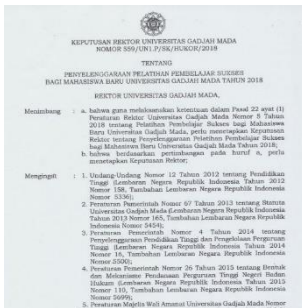 KEPUTUSAN REKTOR UNIVERSITAS GADJAH MADA
NOMOR 559/UN1.P/SK/HUKOR/2018
TENTANG
PENYELENGGARAAN PELATIHAN PEMBELAJAR SUKSES
BAGI MAHASISWA BARU UNIVERSITAS GADJAH MADA TAHUN 2018
REKTOR UNIVERSITAS GADJAH MADA,
Menimbang : a. bahwa guna melaksanakan ketentuan dalam Pasal 22 ayat (1)
Peraturan Rektor Universitas Gadjah Mada Nomor 8 Tahun
2018 tentang Pelatihan Pembelajar Sukses bagi Mahasiswa
Baru Universitas Gadjah Mada, perlu menetapkan Keputusan
Rektor tentang Penyelenggaraan Pelatihan Pembelajar Sukses
bagi Mahasiswa Baru Universitas Gadjah Mada Tahun 2018;
b. bahwa berdasarkan pertimbangan pada huruf a, perlu
menetapkan Keputusan Rektor;
Mengingat : 1. Undang-Undang Nomor 12 Tahun 2012 tentang Pendidikan
Tinggi (Lembaran Negara Republik Indonesia Tahun 2012
Nomor 158, Tambahan Lembaran Negara Republik Indonesia
Nomor 5336);
2. Peraturan Pemerintah Nomor 67 Tahun 2013 tentang Statuta
Universitas Gadjah Mada (Lembaran Negara Republik Indonesia
Tahun 2013 Nomor 165, Tambahan Lembaran Negara Republik
Indonesia Nomor 5454);
3. Peraturan Pemerintah Nomor 4 Tahun 2014 tentang
Penyelenggaraan Pendidikan Tinggi dan Pengelolaan Perguruan
Tinggi (Lembaran Negara Republik Indonesia Tahun 2014
Nomor 16, Tambahan Lembaran Negara Republik Indonesia
Nomor 5500);
4. Peraturan Pemerintah Nomor 26 Tahun 2015 tentang Bentuk
dan Mekanisme Pendanaan Perguruan Tinggi Negeri Badan
Hukum (Lembaran Negara Republik Indonesia Tahun 2015
Nomor 110, Tambahan Lembaran Negara Republik Indonesia
Nomor 5699);
5. Peraturan Majelis Wali Amanat Universitas Gadjah Mada Nomor